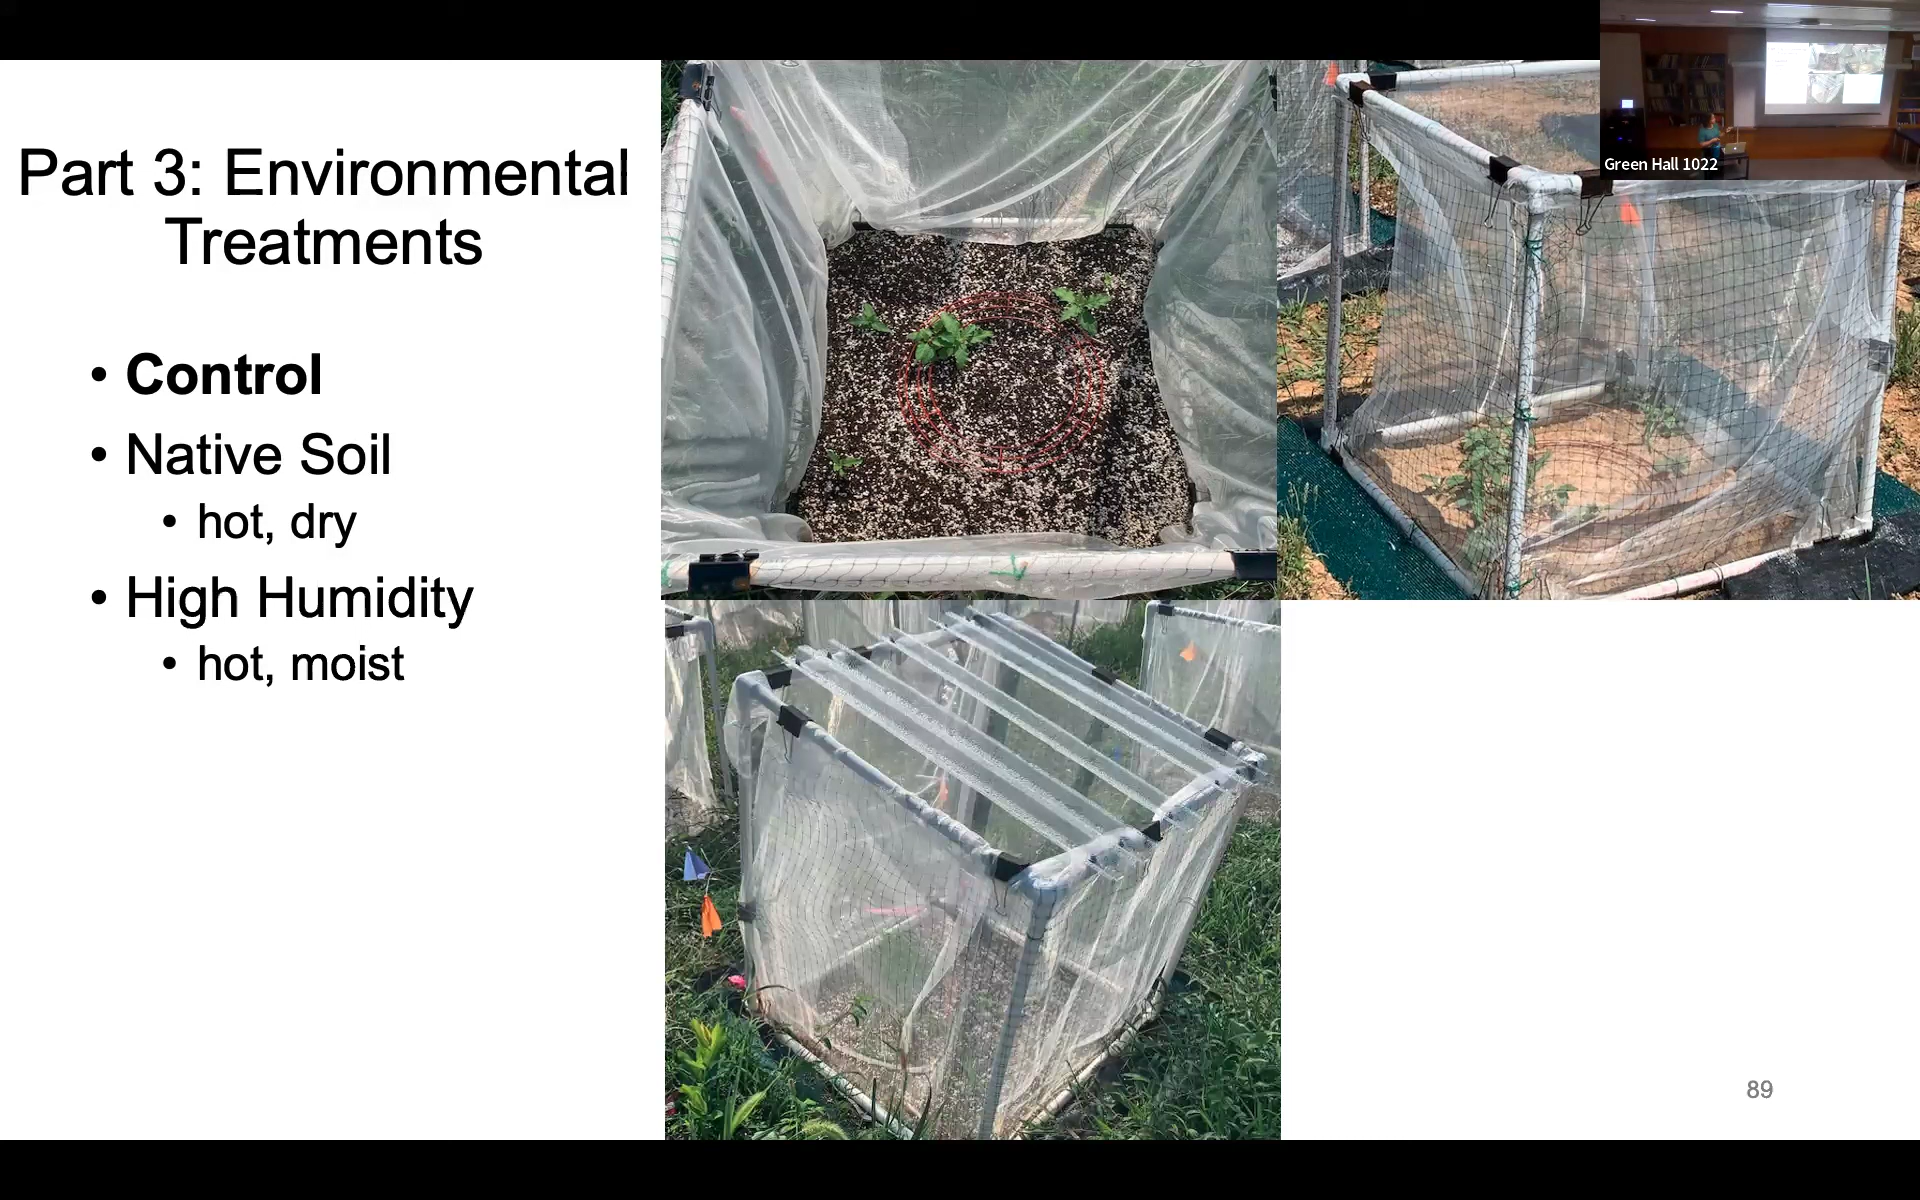 Part 3: Environmental
Treatments
• Control
• Native Soil
• hot, dry
• High Humidity
• hot, moist
Green Hall 1022
89